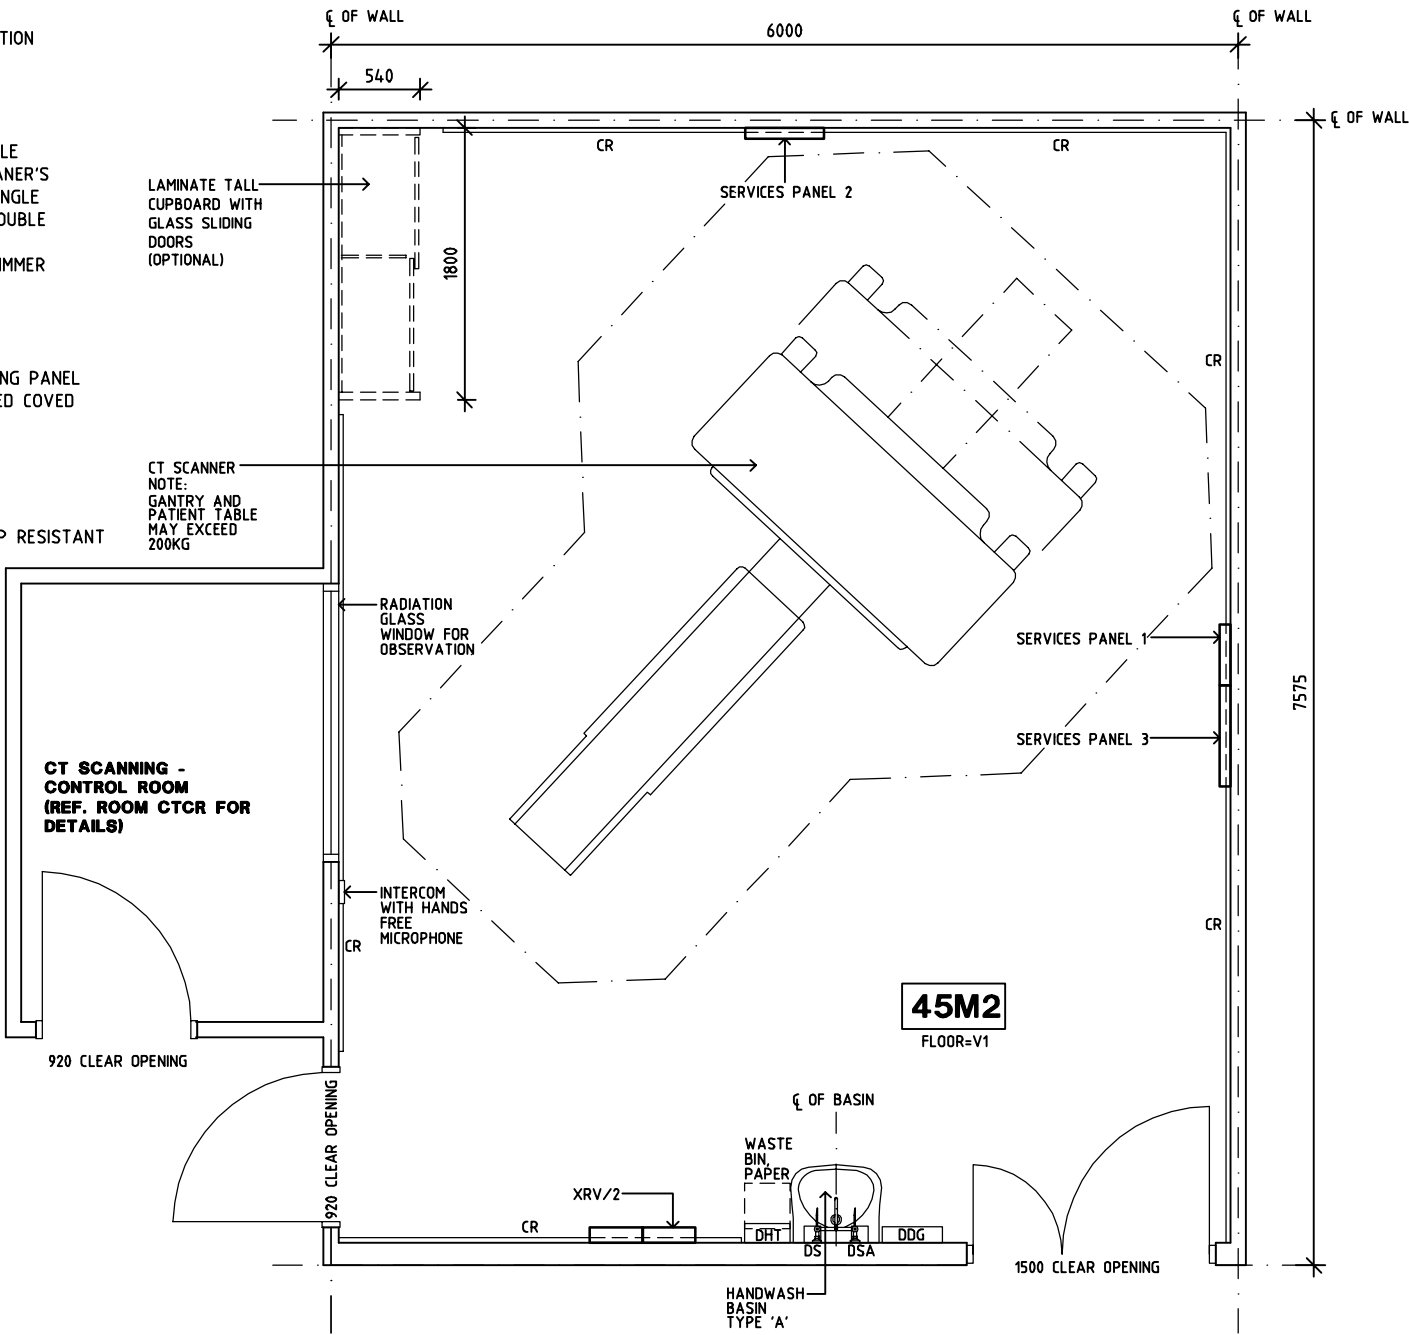 ℄ OF WALL
℄ OF WALL
TION
6000
540
℄ OF WALL
LE
ANER'S
NGLE
OUBLE
IMMER
LAMINATE TALL
CUPBOARD WITH
GLASS SLIDING
DOORS
(OPTIONAL)
CR
CR
SERVICES PANEL 2
1800
CR
NG PANEL
ED COVED
CT SCANNER
NOTE:
GANTRY AND
PATIENT TABLE
MAY EXCEED
200KG
P RESISTANT
RADIATION
GLASS
WINDOW FOR
OBSERVATION
SERVICES PANEL 1
7575
SERVICES PANEL 3
CT SCANNING -
CONTROL ROOM
(REF. ROOM CTCR FOR
DETAILS)
INTERCOM
WITH HANDS
FREE
MICROPHONE
CR
CR
45M2
FLOOR=V1
920 CLEAR OPENING
920 CLEAR OPENING
℄ OF BASIN
WASTE
BIN,
PAPER
XRV/2
CR
DHT
DS
DSA
DDG
1500 CLEAR OPENING
HANDWASH
BASIN
TYPE 'A'